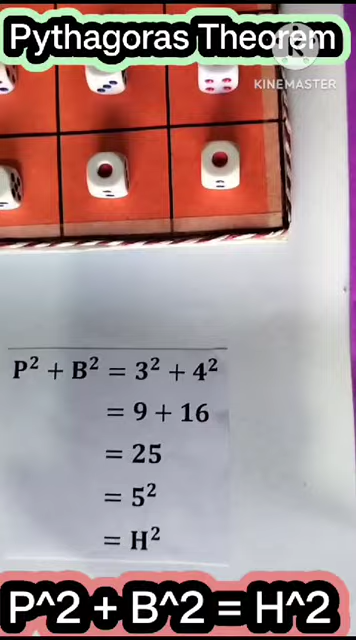 Pythagoras Theorem
KINEMASTER
P² + B² = 3² + 4²
= 9 + 16
= 25
= 5²
= H²
P^2 + B^2 = H^2